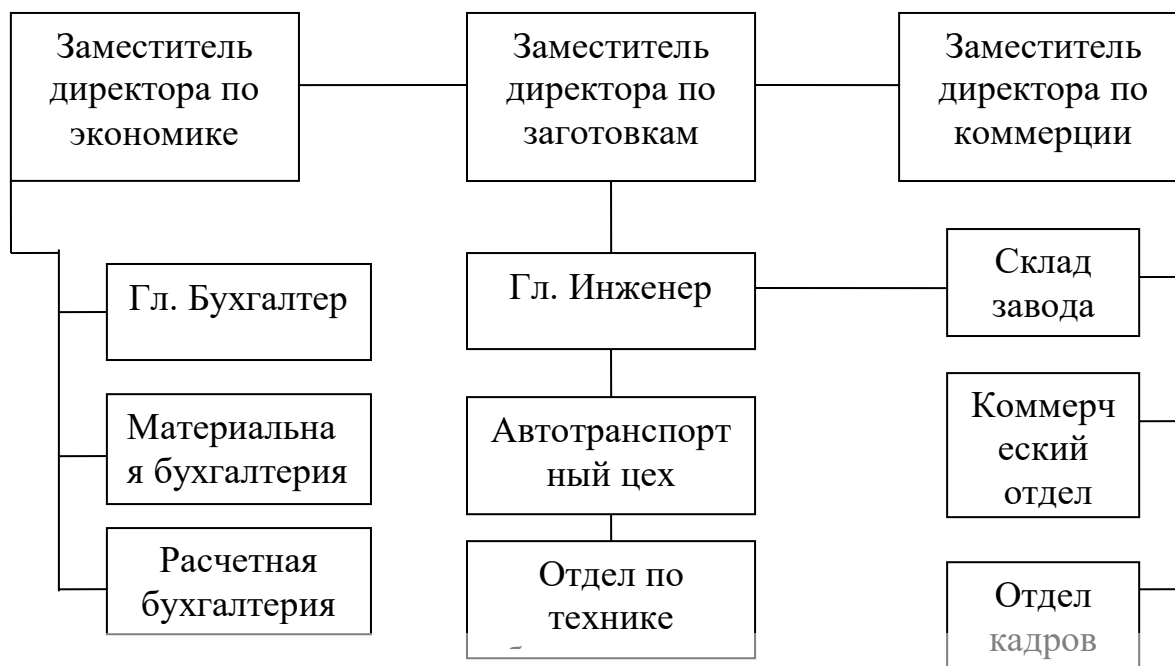 Заместитель
директора по
экономике
Заместитель
директора по
заготовкам
Заместитель
директора по
коммерции
Гл. Бухгалтер
Материальна
я бухгалтерия
Расчетная
бухгалтерия
Гл. Инженер
Автотранспорт
ный цех
Отдел по
технике
Склад
завода
Коммерч
еский
отдел
Отдел
кадров